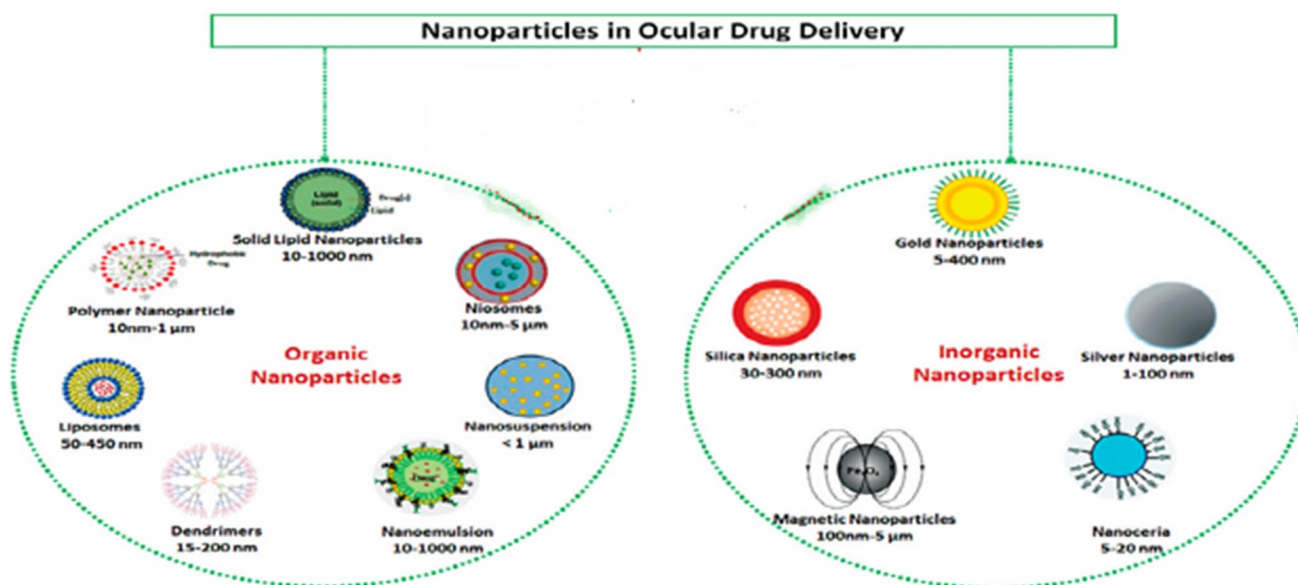 Nanoparticles in Ocular Drug Delivery
Lipid
(solid)
Drug(s)
Lipid
Solid Lipid Nanoparticles
10-1000 nm
Hydrophobic
Drug
Polymer Nanoparticle
10nm-1 μm
Niosomes
10nm-5 μm
Organic
Nanoparticles
Liposomes
50-450 nm
Nanosuspension
< 1 μm
Dendrimers
15-200 nm
Drug
Nanoemulsion
10-1000 nm
Gold Nanoparticles
5-400 nm
Silica Nanoparticles
30-300 nm
Inorganic
Nanoparticles
Silver Nanoparticles
1-100 nm
Fe₃O₄
Magnetic Nanoparticles
100nm-5 μm
Nanoceria
5-20 nm